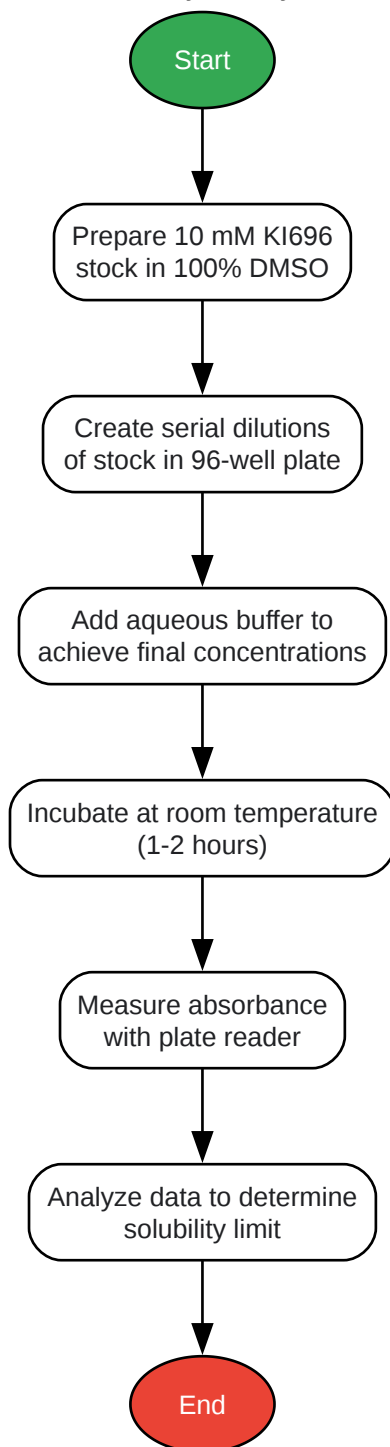 Start
Prepare 10 mM KI696
stock in 100% DMSO
Create serial dilutions
of stock in 96-well plate
Add aqueous buffer to
achieve final concentrations
Incubate at room temperature
(1-2 hours)
Measure absorbance
with plate reader
Analyze data to determine
solubility limit
End